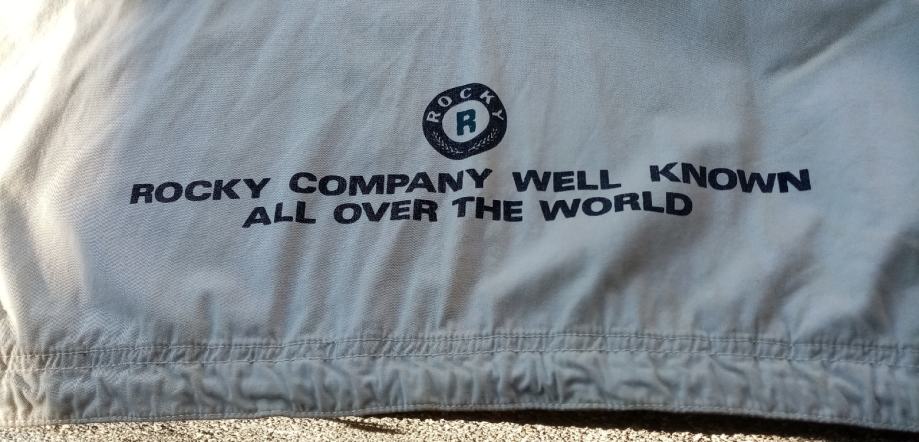 ROCKY
R
ROCKY COMPANY WELL KNOWN
ALL OVER THE WORLD